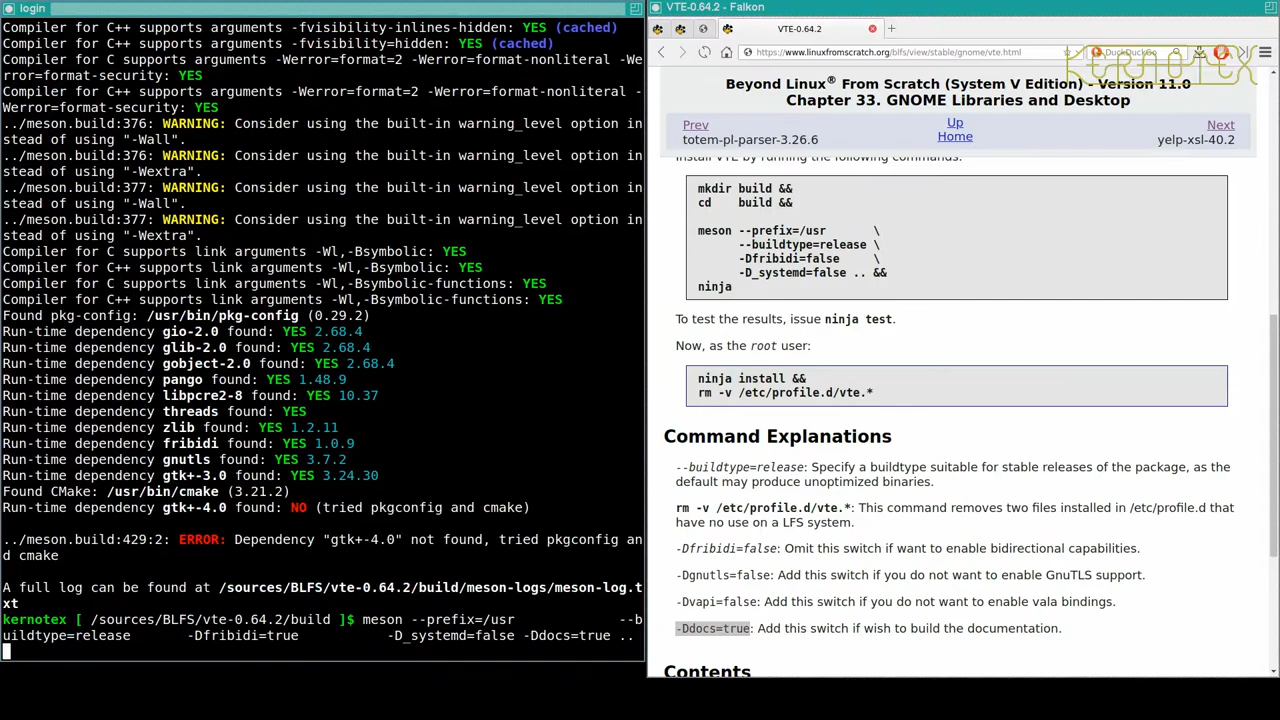 login
Compiler for C++ supports arguments -fvisibility-inlines-hidden: YES (cached)
Compiler for C++ supports arguments -fvisibility=hidden: YES (cached)
Compiler for C supports arguments -Werror=format=2 -Werror=format-nonliteral -We
rror=format-security: YES
Compiler for C++ supports arguments -Werror=format=2 -Werror=format-nonliteral -
Werror=format-security: YES
../meson.build:376: WARNING: Consider using the built-in warning_level option in
stead of using "-Wall".
../meson.build:376: WARNING: Consider using the built-in warning_level option in
stead of using "-Wextra".
../meson.build:377: WARNING: Consider using the built-in warning_level option in
stead of using "-Wall".
../meson.build:377: WARNING: Consider using the built-in warning_level option in
stead of using "-Wextra".
Compiler for C supports link arguments -Wl,-Bsymbolic: YES
Compiler for C++ supports link arguments -Wl,-Bsymbolic: YES
Compiler for C supports link arguments -Wl,-Bsymbolic-functions: YES
Compiler for C++ supports link arguments -Wl,-Bsymbolic-functions: YES
Found pkg-config: /usr/bin/pkg-config (0.29.2)
Run-time dependency gio-2.0 found: YES 2.68.4
Run-time dependency glib-2.0 found: YES 2.68.4
Run-time dependency gobject-2.0 found: YES 2.68.4
Run-time dependency pango found: YES 1.48.9
Run-time dependency libpcre2-8 found: YES 10.37
Run-time dependency threads found: YES
Run-time dependency zlib found: YES 1.2.11
Run-time dependency fribidi found: YES 1.0.9
Run-time dependency gnutls found: YES 3.7.2
Run-time dependency gtk+-3.0 found: YES 3.24.30
Found CMake: /usr/bin/cmake (3.21.2)
Run-time dependency gtk+-4.0 found: NO (tried pkgconfig and cmake)
../meson.build:429:2: ERROR: Dependency "gtk+-4.0" not found, tried pkgconfig an
d cmake
A full log can be found at /sources/BLFS/vte-0.64.2/build/meson-logs/meson-log.t
xt
kernotex [ /sources/BLFS/vte-0.64.2/build ]$ meson --prefix=/usr --b
uildtype=release -Dfribidi=true -D_systemd=false -Ddocs=true ..
VTE-0.64.2 - Falkon
VTE-0.64.2
https://www.linuxfromscratch.org/blfs/view/stable/gnome/vte.html
DuckDuckGo
KERNOTEX
Beyond Linux® From Scratch (System V Edition) - Version 11.0
Chapter 33. GNOME Libraries and Desktop
Prev Up Next
totem-pl-parser-3.26.6 Home yelp-xsl-40.2
Install VTE by running the following commands:
mkdir build &&
cd build &&
meson --prefix=/usr \
--buildtype=release \
-Dfribidi=false \
-D_systemd=false .. &&
ninja
To test the results, issue ninja test.
Now, as the root user:
ninja install &&
rm -v /etc/profile.d/vte.*
Command Explanations
--buildtype=release: Specify a buildtype suitable for stable releases of the package, as the
default may produce unoptimized binaries.
rm -v /etc/profile.d/vte.*: This command removes two files installed in /etc/profile.d that
have no use on a LFS system.
-Dfribidi=false: Omit this switch if want to enable bidirectional capabilities.
-Dgnutls=false: Add this switch if you do not want to enable GnuTLS support.
-Dvapi=false: Add this switch if you do not want to enable vala bindings.
-Ddocs=true: Add this switch if wish to build the documentation.
Contents